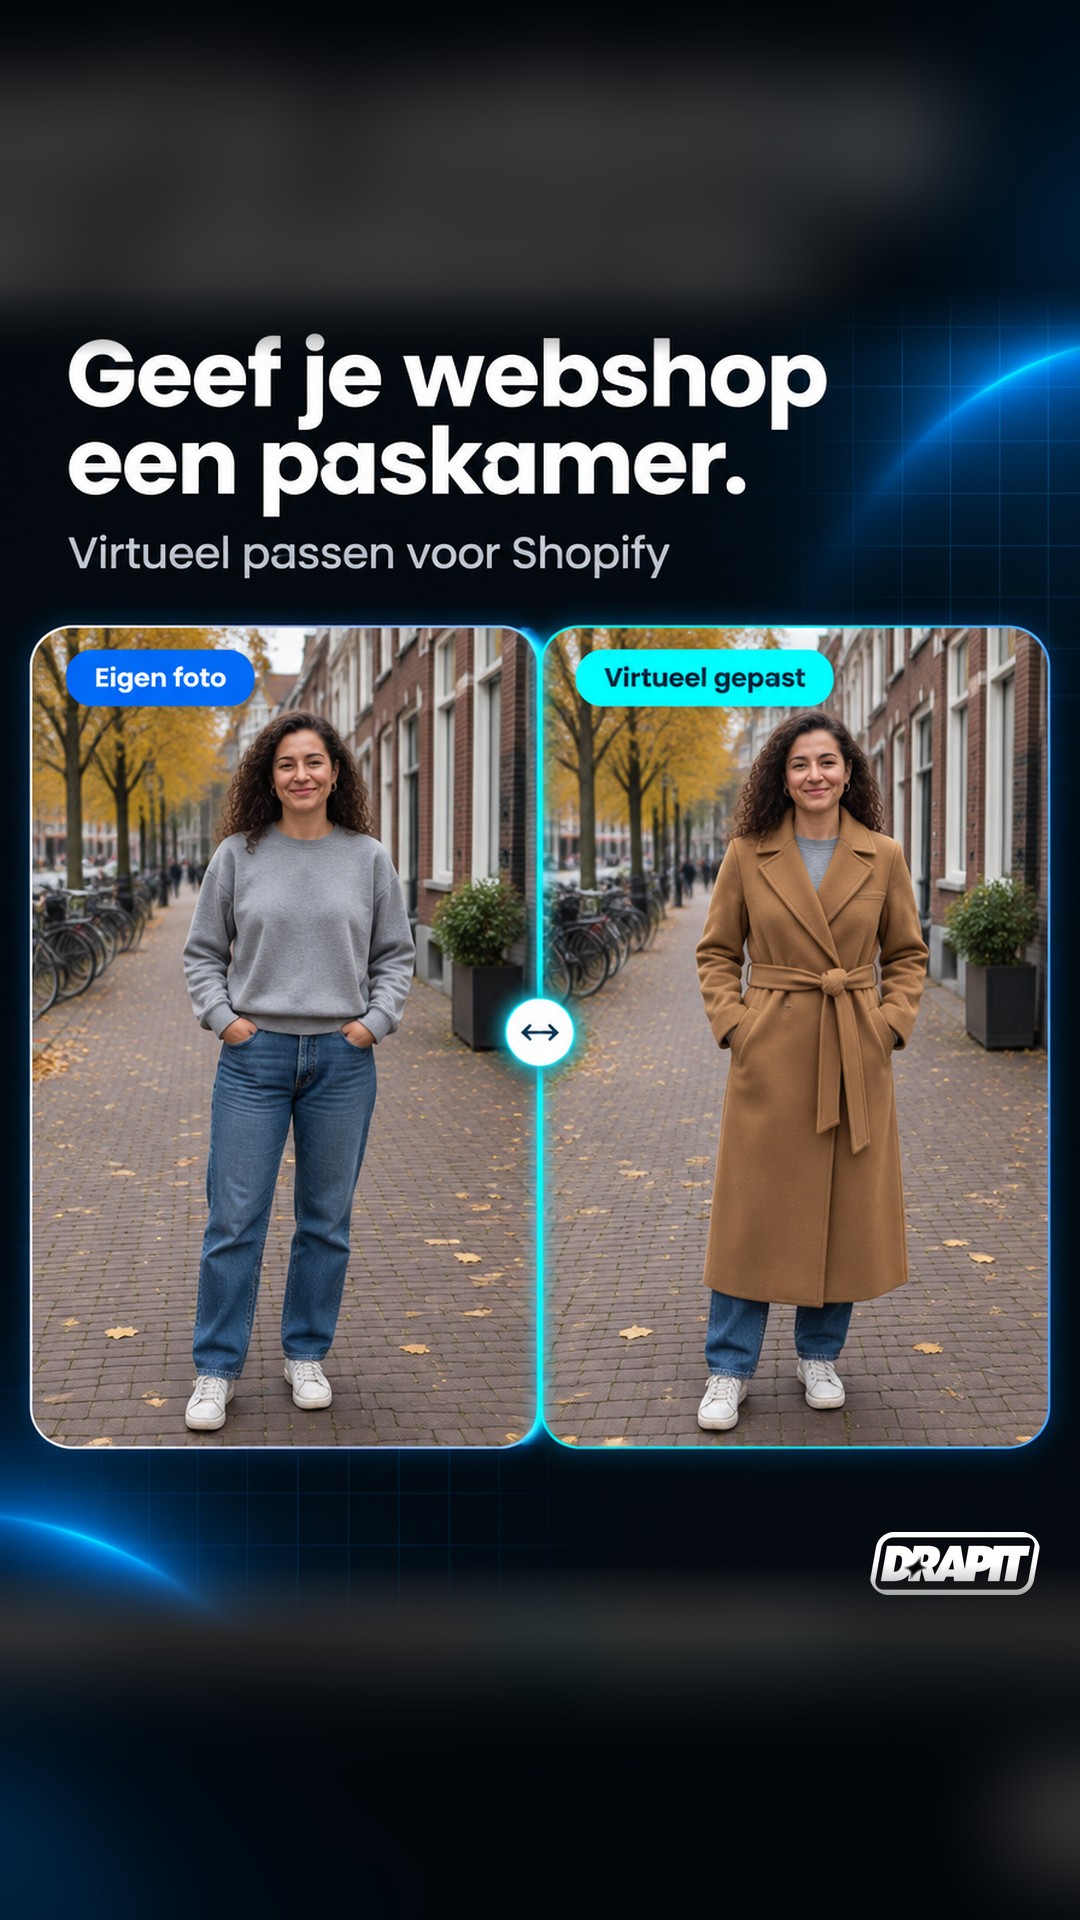 Geef je webshop
een paskamer.
Virtueel passen voor Shopify
Eigen foto
Virtueel gepast
DRAPIT